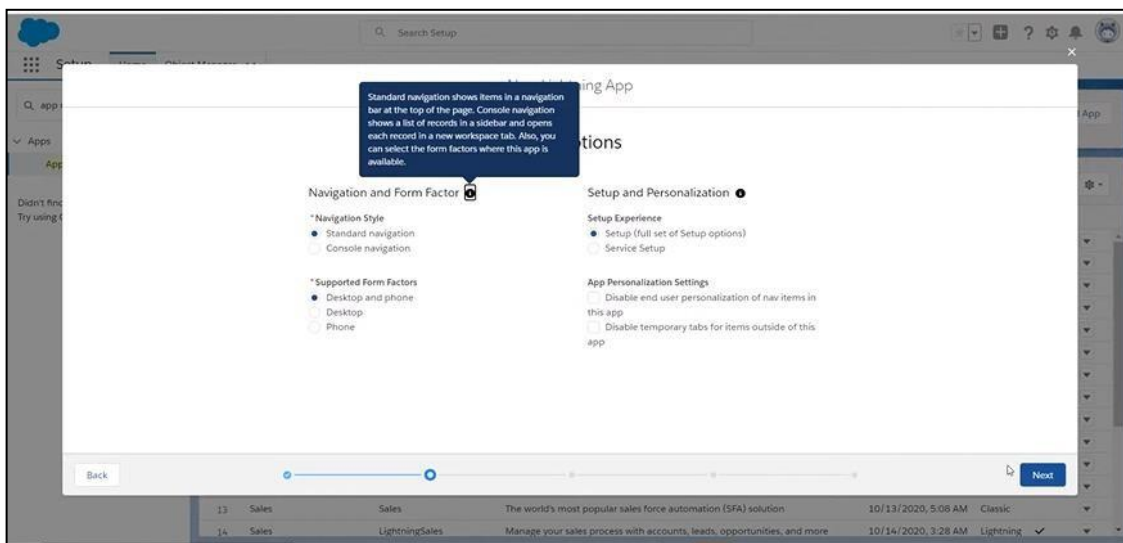 Search Setup
Setup Home Object Manager
New Lightning App
app
App
Standard navigation shows items in a navigation
bar at the top of the page. Console navigation
shows a list of records in a sidebar and opens
each record in a new workspace tab. Also, you
can select the form factors where this app is
available.
Apps
App
Didn't find
Try using
Navigation and Form Factor
*Navigation Style
Standard navigation
Console navigation
*Supported Form Factors
Desktop and phone
Desktop
Phone
Setup and Personalization
Setup Experience
Setup (full set of Setup options)
Service Setup
App Personalization Settings
Disable end user personalization of nav items in
this app
Disable temporary tabs for items outside of this
app
Back
Next
13 Sales Sales The world's most popular sales force automation (SFA) solution 10/13/2020, 5:08 AM Classic
14 Sales LightningSales Manage your sales process with accounts, leads, opportunities, and more 10/14/2020, 3:28 AM Lightning